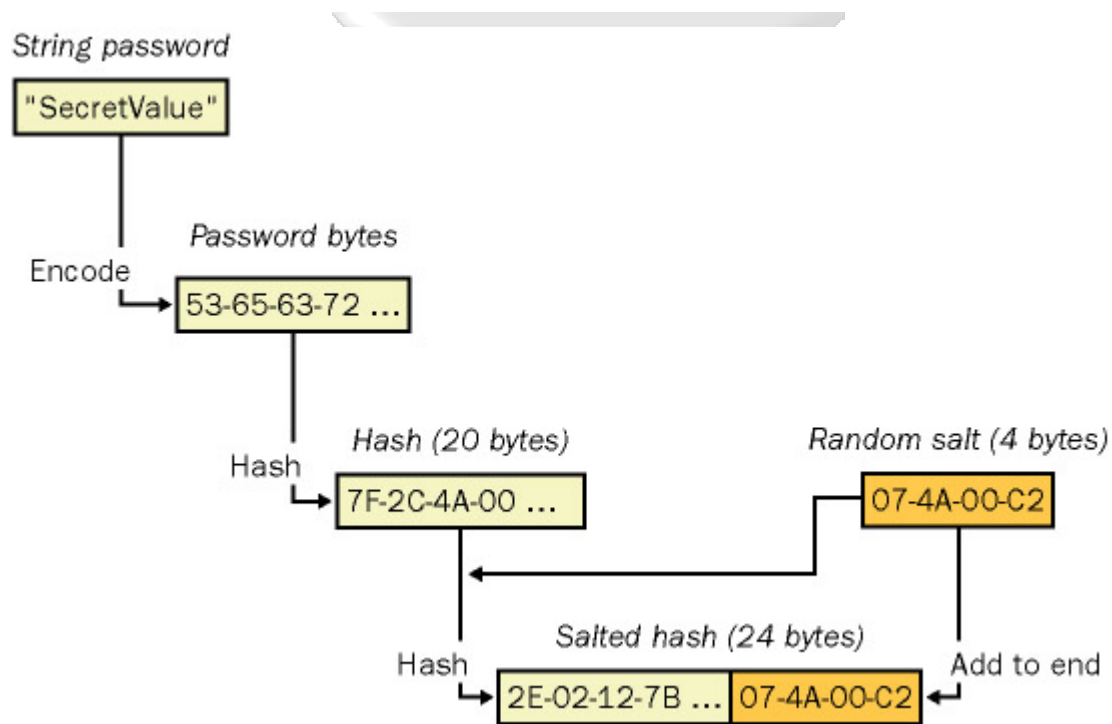 String password
"SecretValue"
Password bytes
Encode
53-65-63-72 ...
Hash (20 bytes)
Random salt (4 bytes)
Hash
7F-2C-4A-00 ...
07-4A-00-C2
Salted hash (24 bytes)
Hash
Add to end
2E-02-12-7B ...
07-4A-00-C2